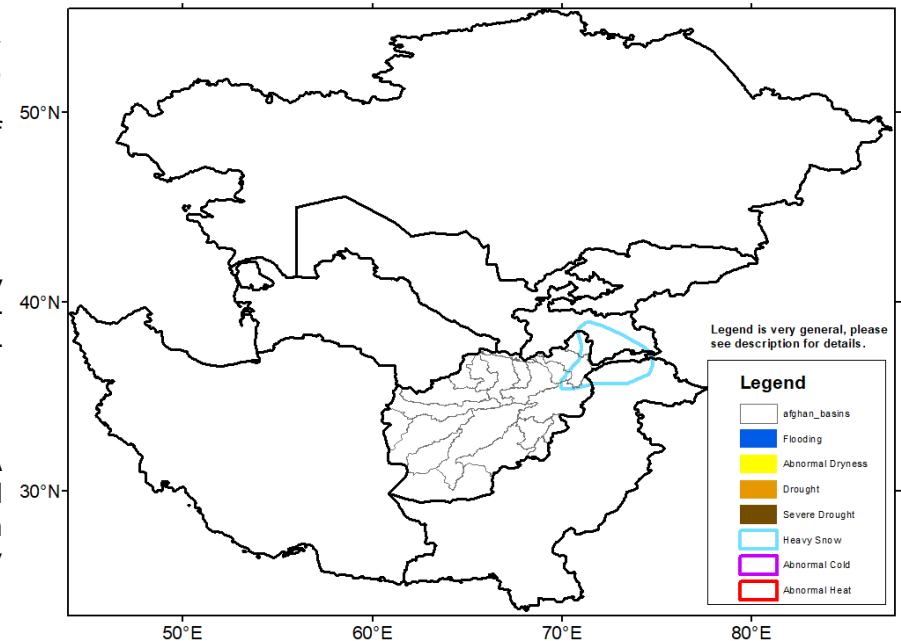 50°N
40°N
30°N
50°E
60°E
70°E
80°E
Legend is very general, please
see description for details.
Legend
afghan_basins
Flooding
Abnormal Dryness
Drought
Severe Drought
Heavy Snow
Abnormal Cold
Abnormal Heat